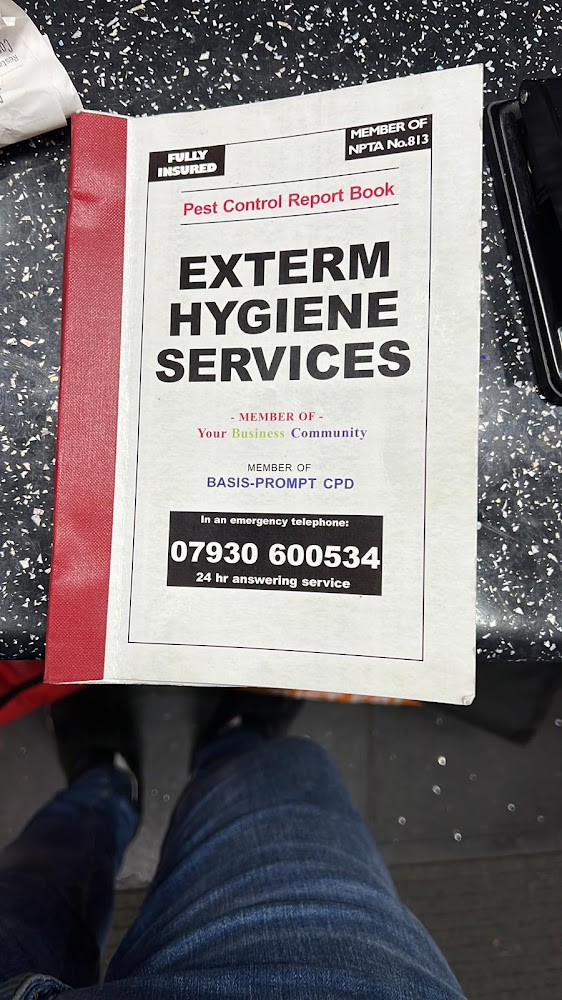 FULLY
INSURED
MEMBER OF
NPTA No.813
Pest Control Report Book
EXTERM
HYGIENE
SERVICES
- MEMBER OF -
Your Business Community
MEMBER OF
BASIS-PROMPT CPD
In an emergency telephone:
07930 600534
24 hr answering service